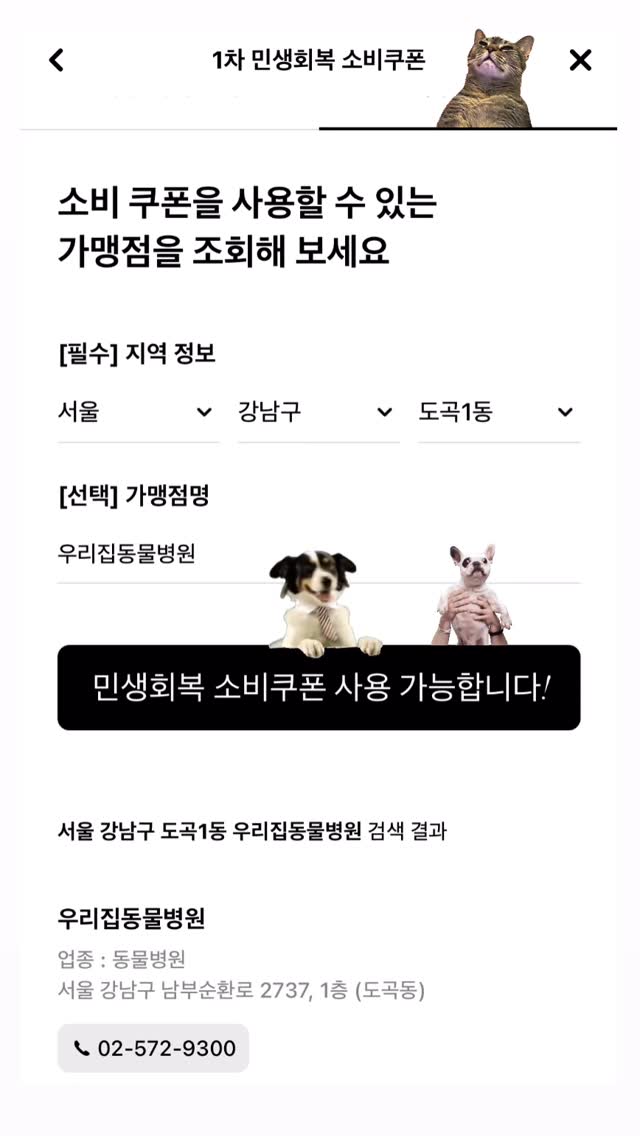 1차 민생회복 소비쿠폰
소비 쿠폰을 사용할 수 있는
가맹점을 조회해 보세요
[필수] 지역 정보
서울 강남구 도곡1동
[선택] 가맹점명
우리집동물병원
민생회복 소비쿠폰 사용 가능합니다!
서울 강남구 도곡1동 우리집동물병원 검색 결과
우리집동물병원
업종 : 동물병원
서울 강남구 남부순환로 2737, 1층 (도곡동)
02-572-9300